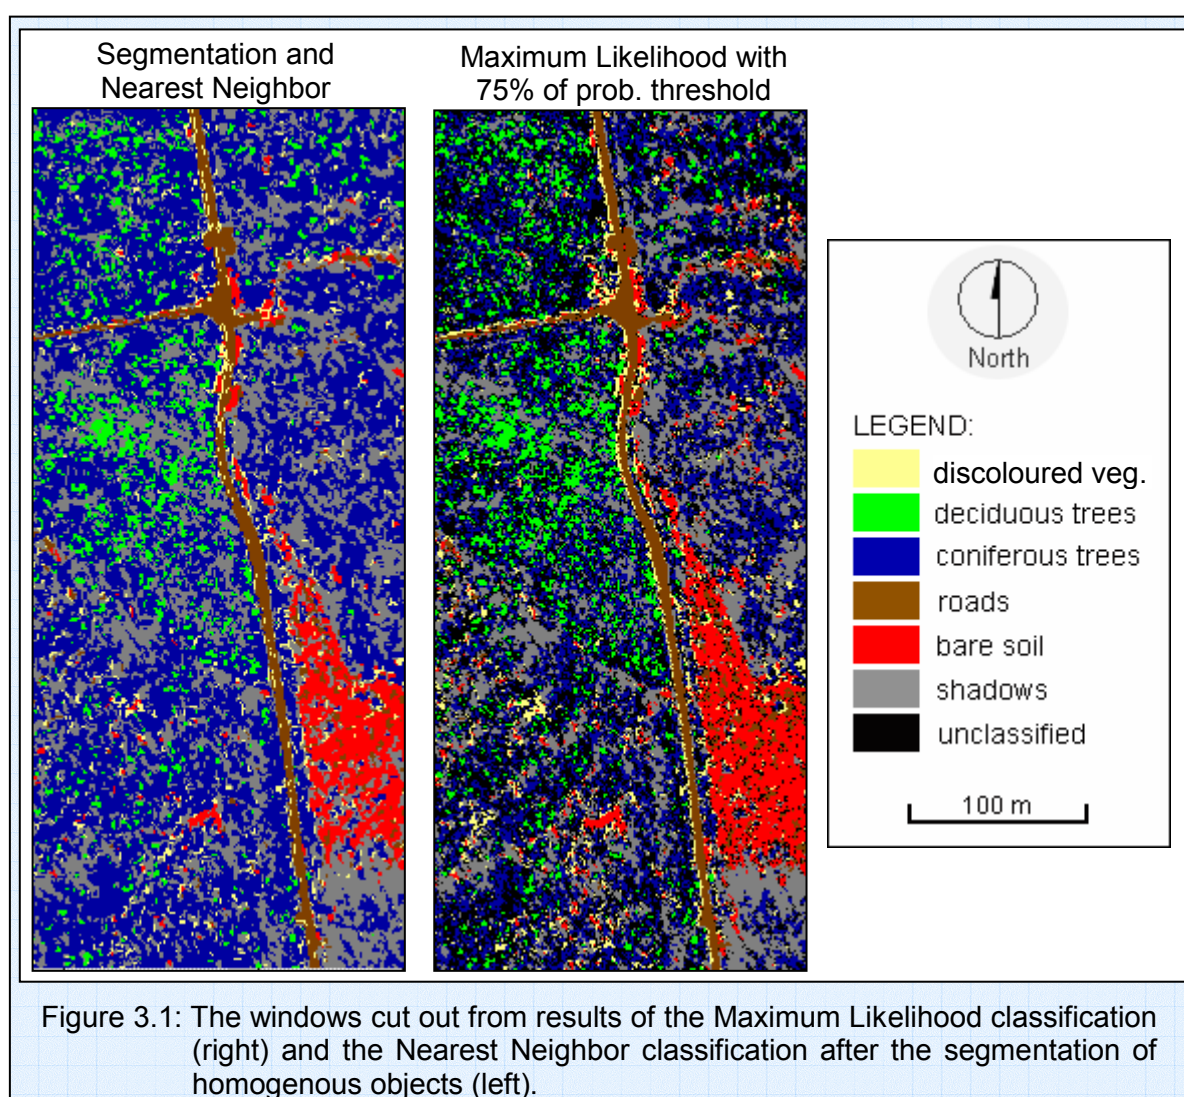 Segmentation and
Nearest Neighbor
Maximum Likelihood with
75% of prob. threshold
North
LEGEND:
discoloured veg.
deciduous trees
coniferous trees
roads
bare soil
shadows
unclassified
100 m
Figure 3.1: The windows cut out from results of the Maximum Likelihood classification
(right) and the Nearest Neighbor classification after the segmentation of
homogenous objects (left).